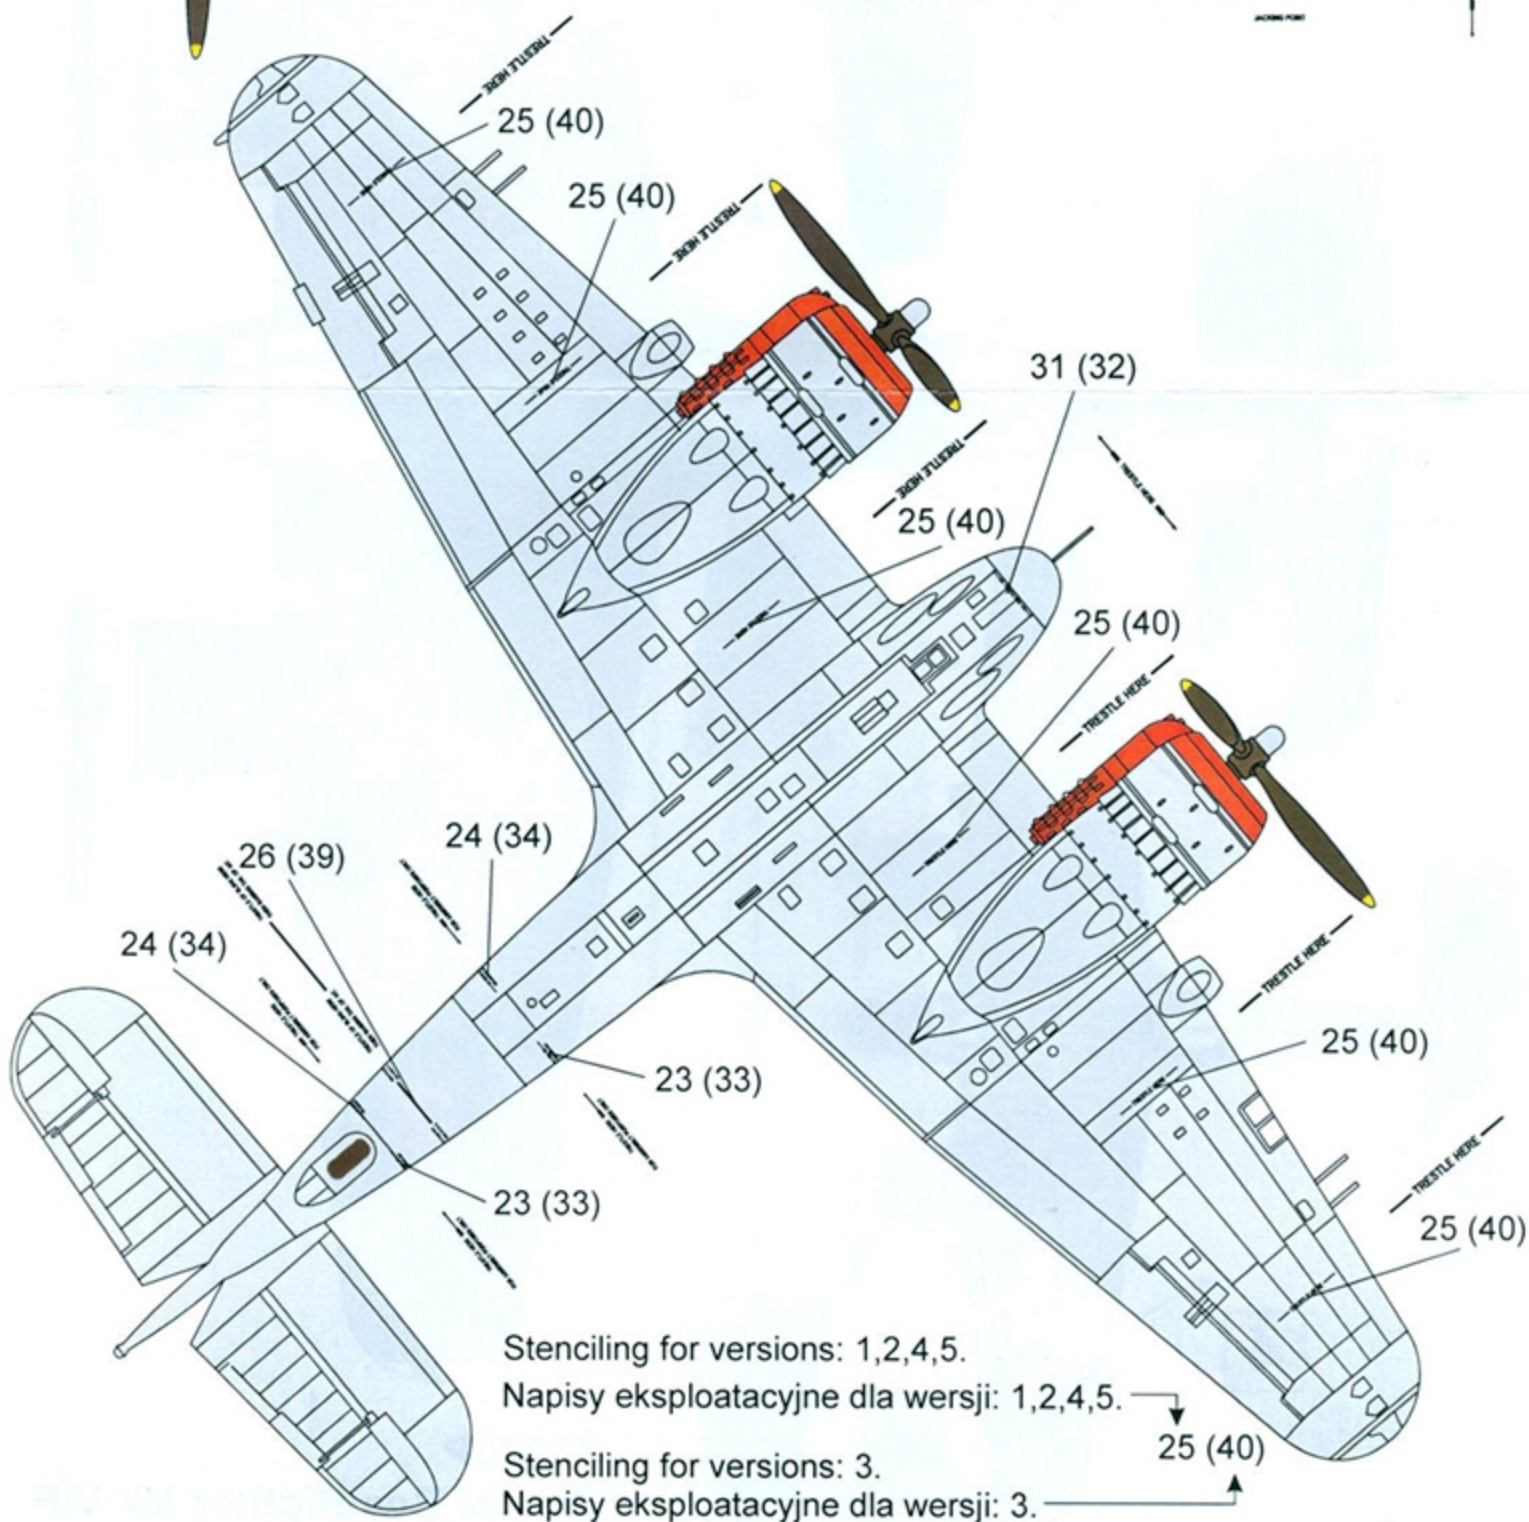 JACKING POINT
TRESTLE HERE
25 (40)
25 (40)
TRESTLE HERE
31 (32)
TRESTLE HERE
25 (40)
25 (40)
TRESTLE HERE
24 (34)
26 (39)
24 (34)
TRESTLE HERE
25 (40)
23 (33)
TRESTLE HERE
23 (33)
25 (40)
Stenciling for versions: 1,2,4,5.
Napisy eksploatacyjne dla wersji: 1,2,4,5.
25 (40)
Stenciling for versions: 3.
Napisy eksploatacyjne dla wersji: 3.